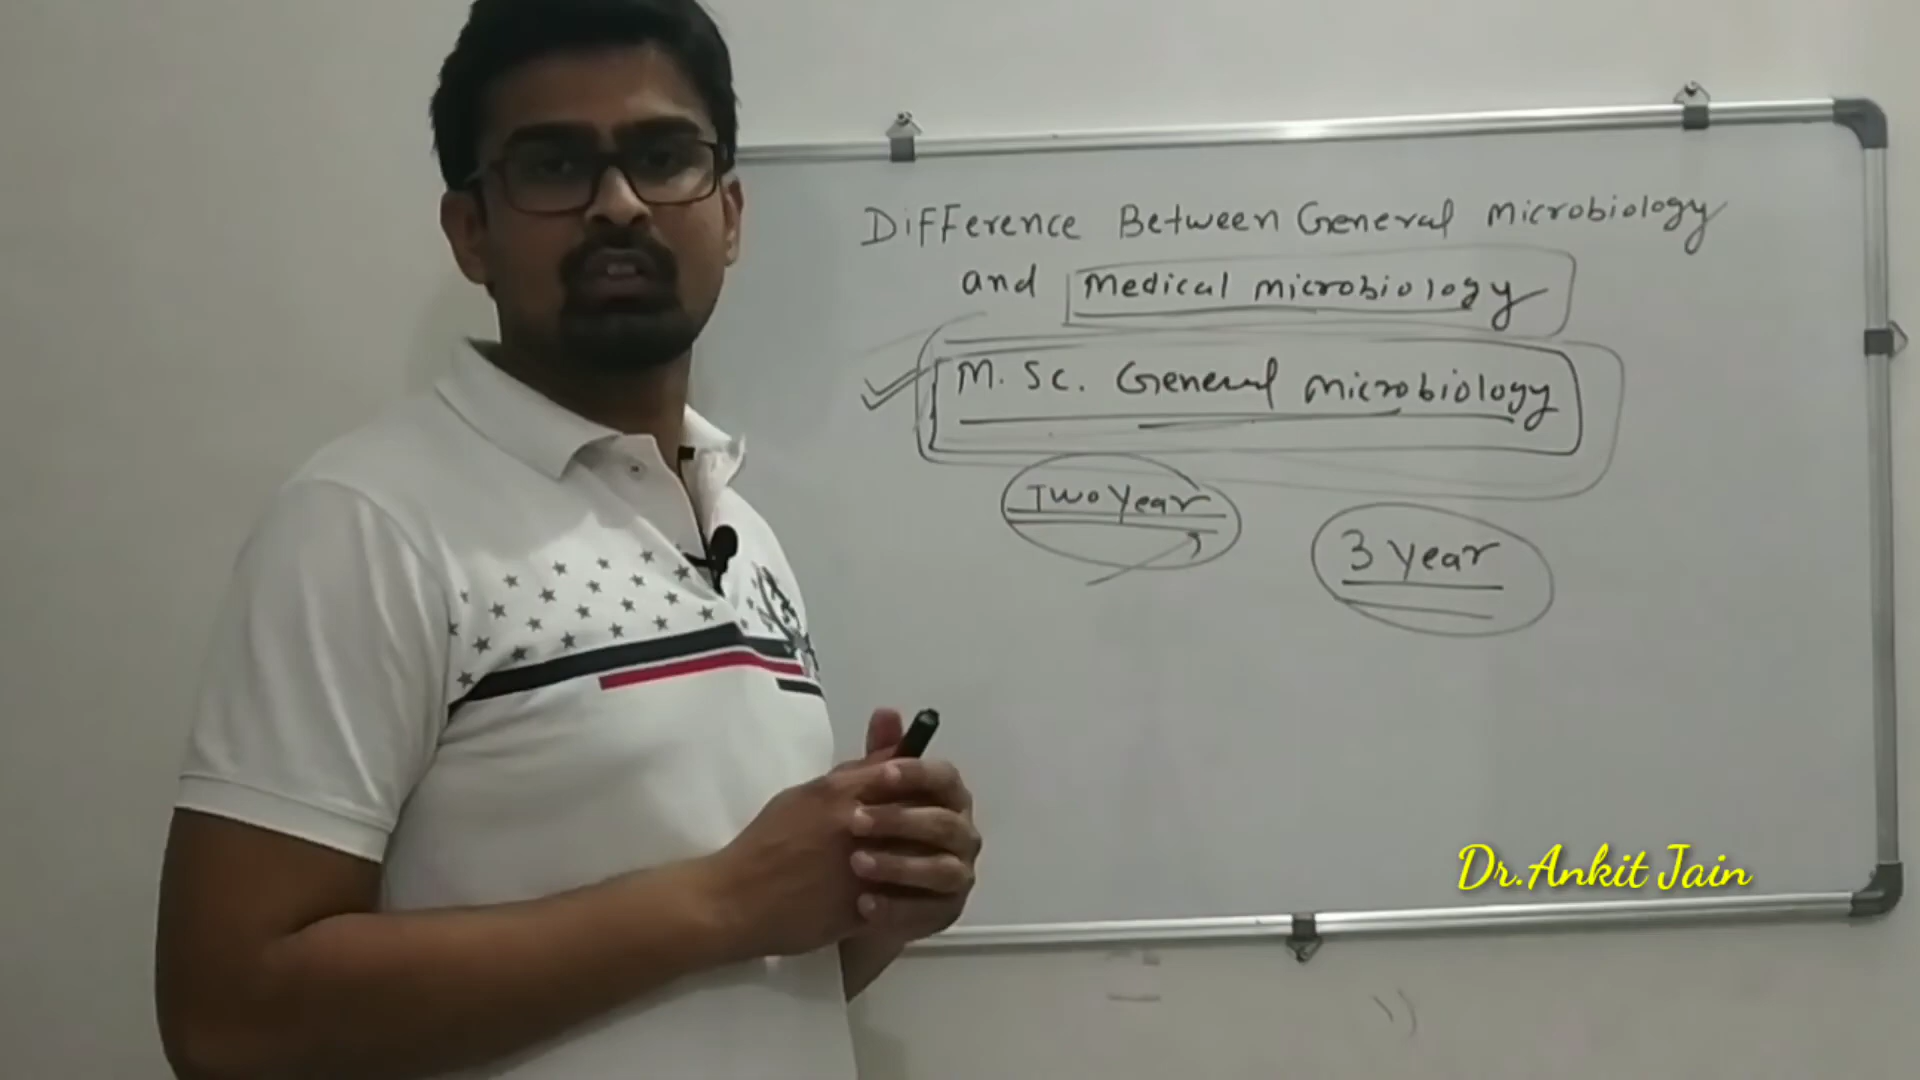 Difference Between General microbiology
and medical microbiology
M.Sc. General microbiology
Two Year
3 Year
Dr.Ankit Jain